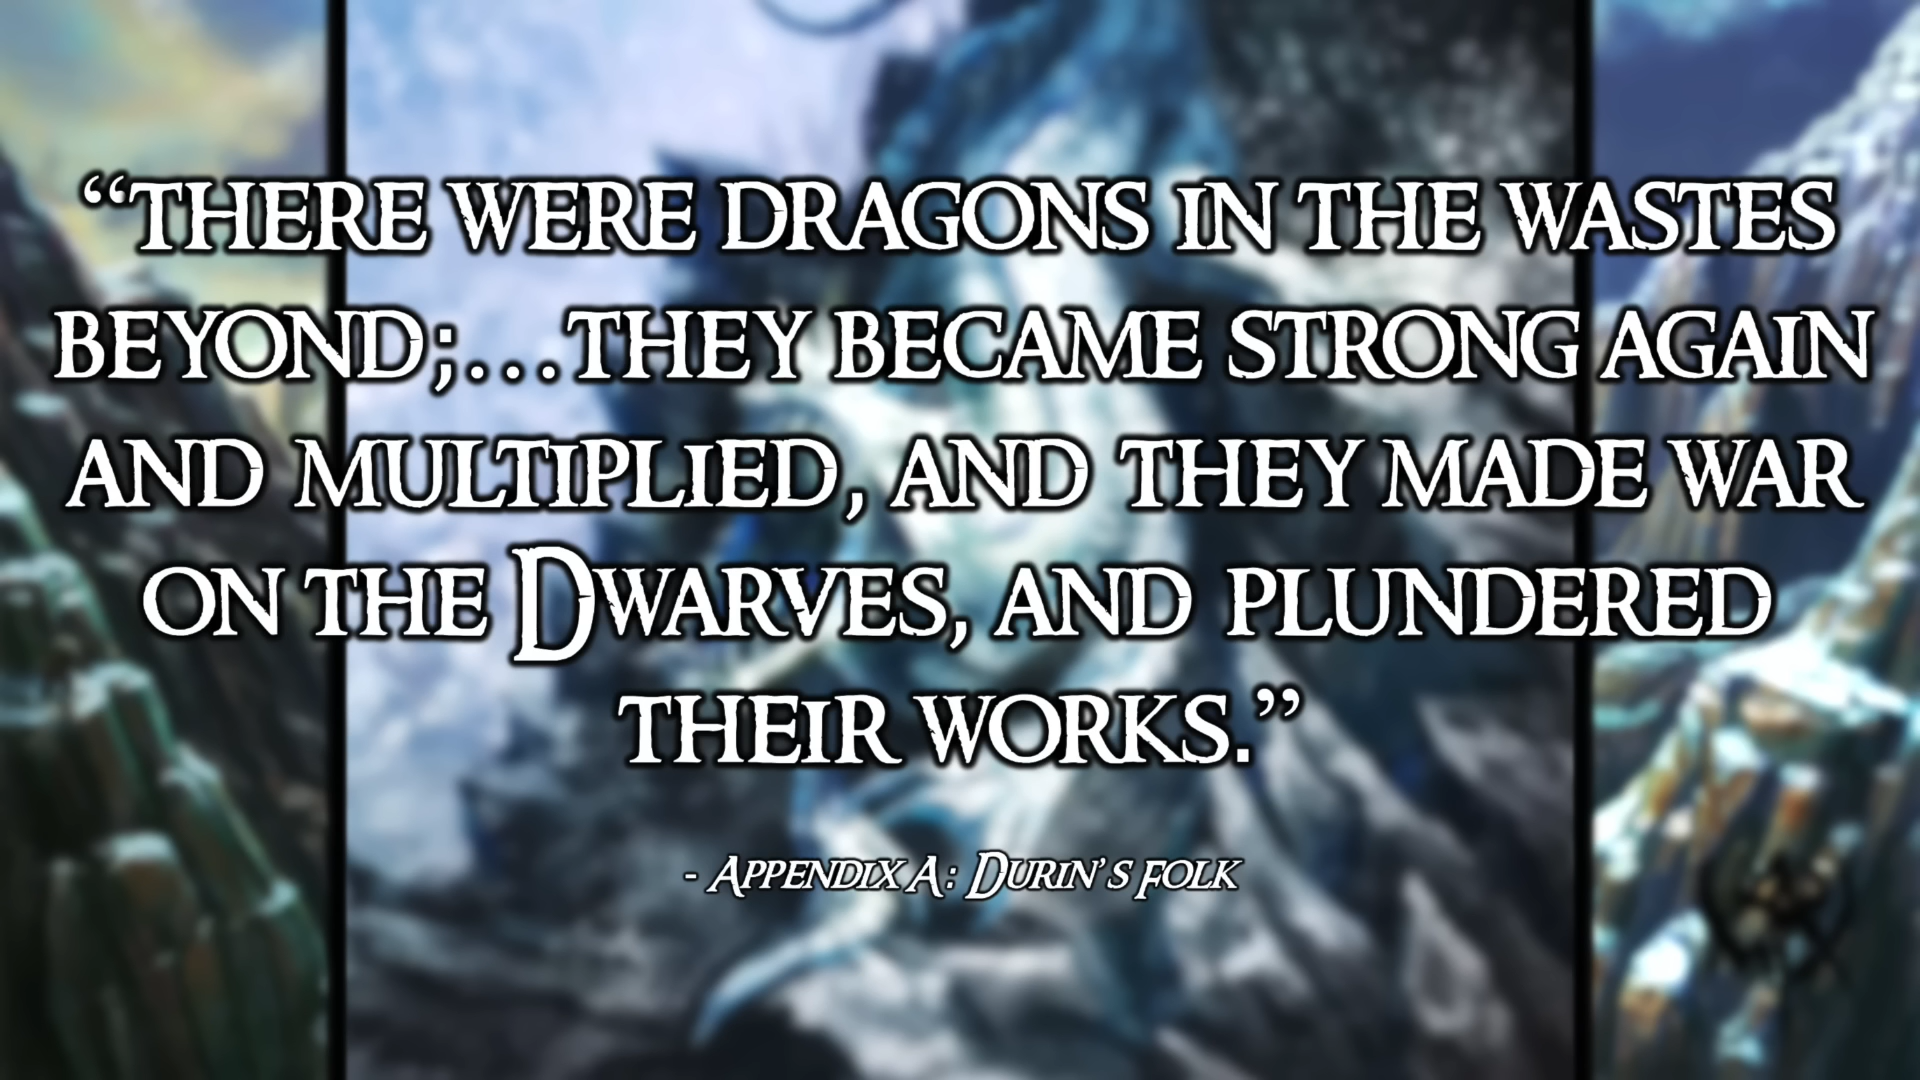 “THERE WERE DRAGONS IN THE WASTES
BEYOND;...THEY BECAME STRONG AGAIN
AND MULTIPLIED, AND THEY MADE WAR
ON THE DWARVES, AND PLUNDERED
THEIR WORKS.”
- APPENDIX A: DURIN’S FOLK